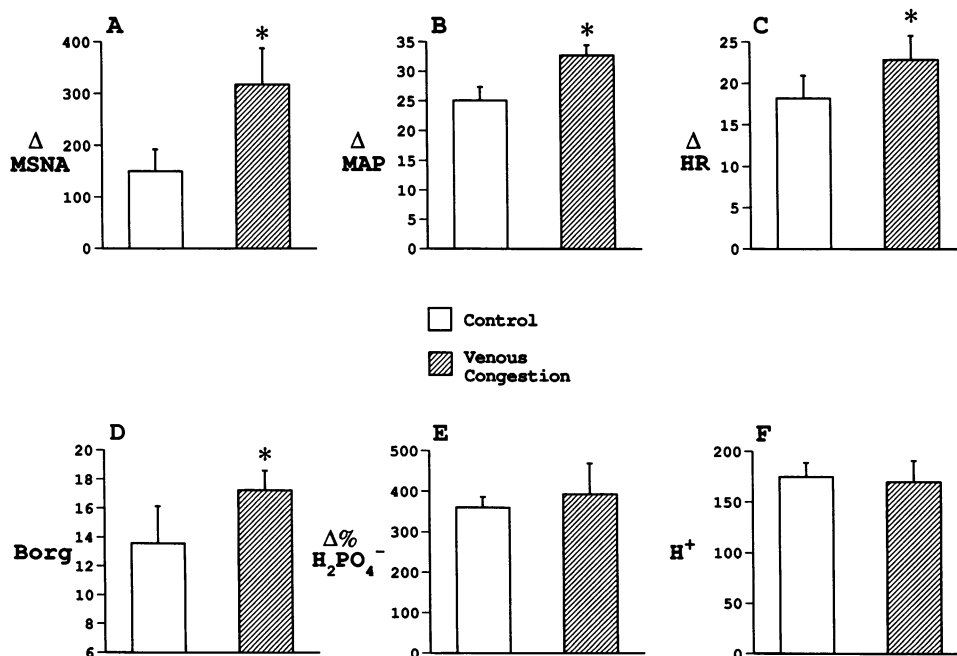 A
*
400
300
200
100
0
Δ
MSNA
B
*
35
30
25
20
15
10
5
0
Δ
MAP
C
*
25
20
15
10
5
0
Δ
HR
Control
Venous
Congestion
D
*
20
18
16
14
12
10
8
6
Borg
E
500
400
300
200
100
0
Δ%
H₂PO₄⁻
F
200
150
100
50
0
H⁺